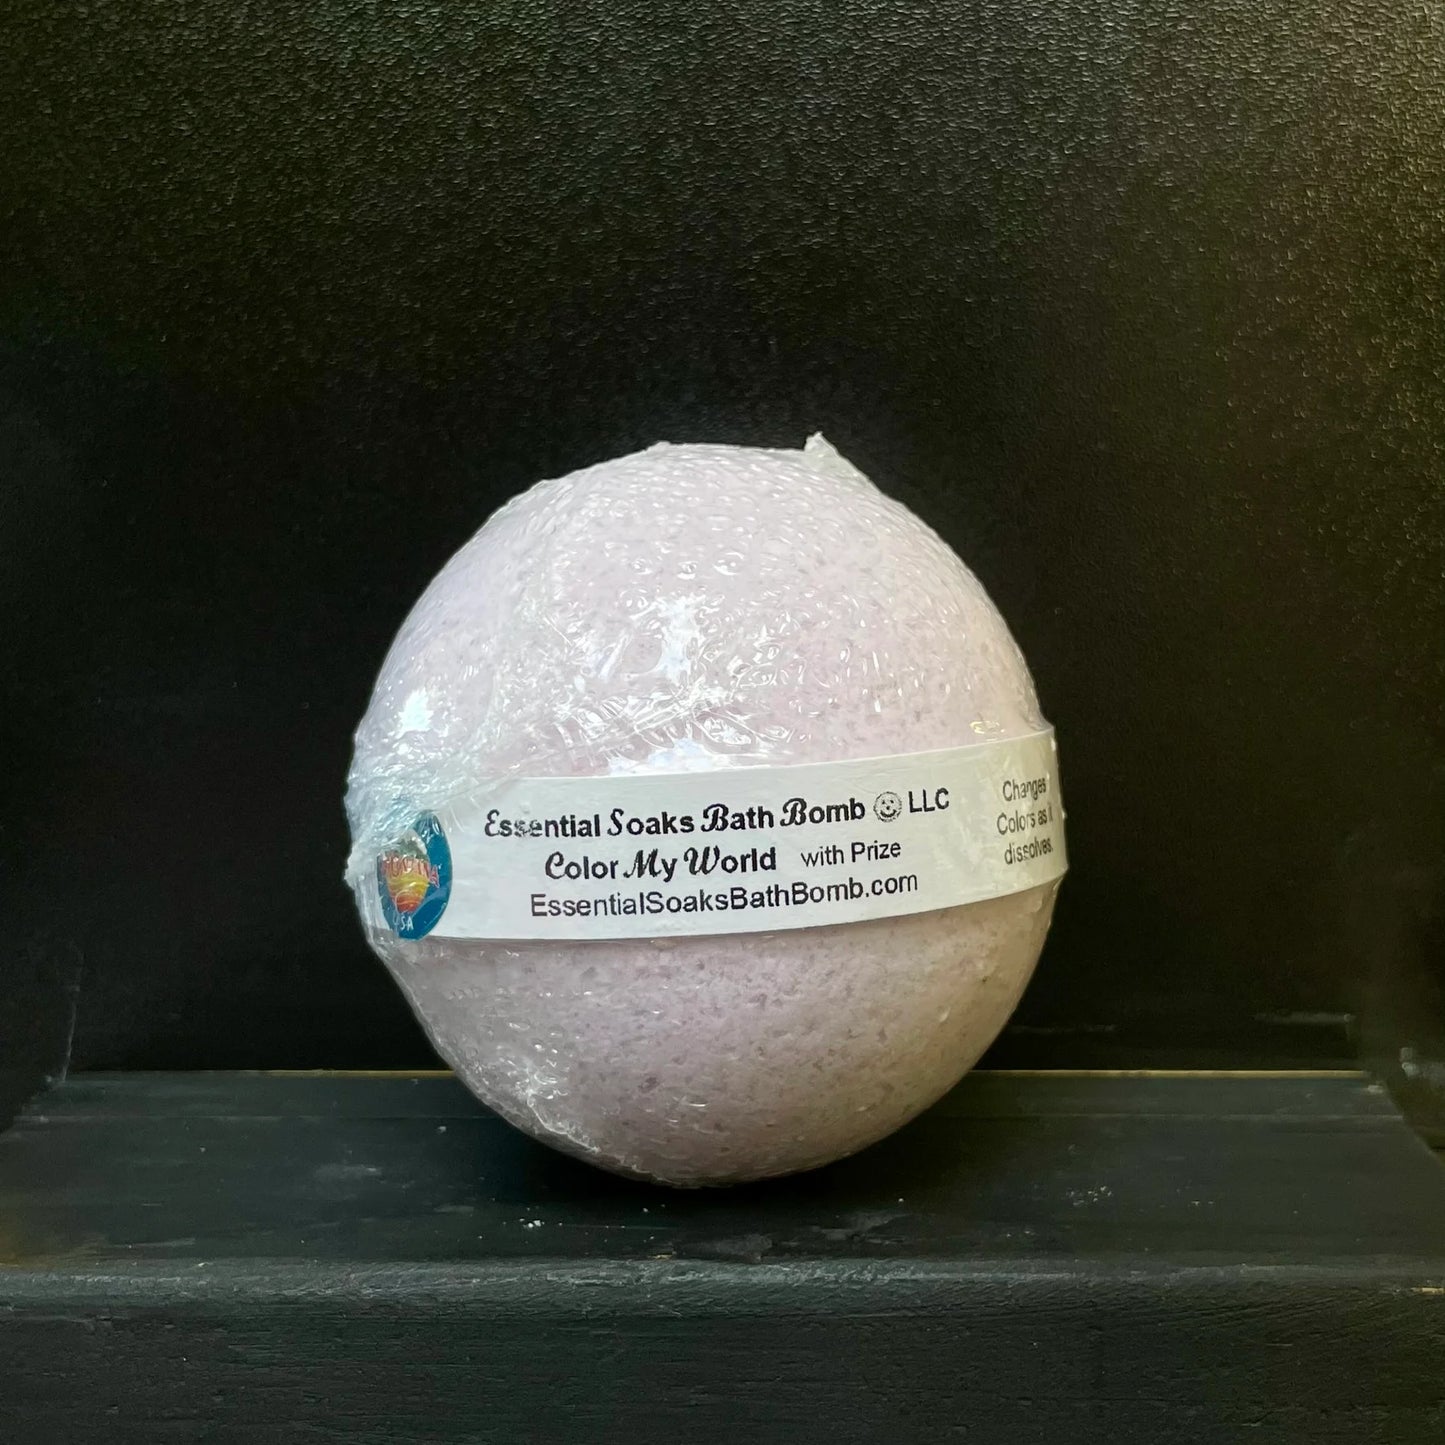 Essential Soaks Bath Bomb LLC
Color My World with Prize
EssentialSoaksBathBomb.com
Changes
Colors as it
dissolves.